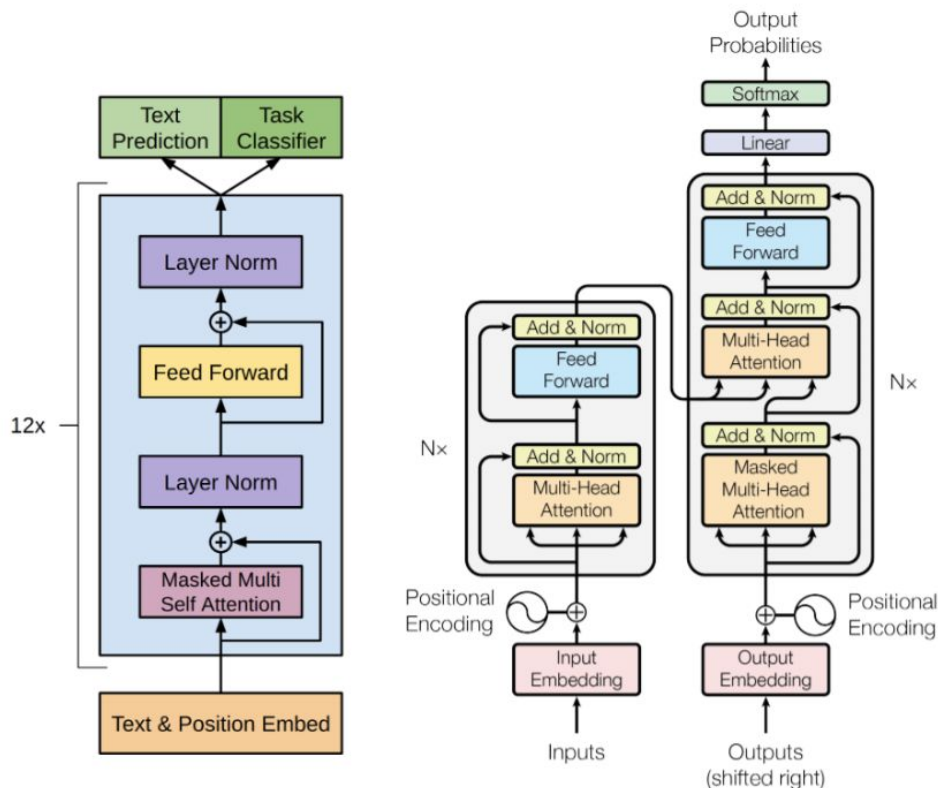 Text
Prediction
Task
Classifier
Layer Norm
Feed Forward
12x
Layer Norm
Masked Multi
Self Attention
Text & Position Embed
Output
Probabilities
Softmax
Linear
Add & Norm
Feed
Forward
Add & Norm
Multi-Head
Attention
Add & Norm
Feed
Forward
N×
Nx
Add & Norm
Add & Norm
Multi-Head
Attention
Masked
Multi-Head
Attention
Positional
Encoding
Positional
Encoding
Input
Embedding
Output
Embedding
Inputs
Outputs
(shifted right)